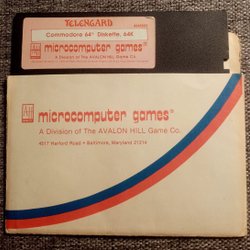 TELENGARD
Commodore 64™ Diskette, 64K
microcomputer games®
A Division of The AVALON HILL Game Co.
microcomputer games®
A Division of The AVALON HILL Game Co.
4517 Harford Road • Baltimore, Maryland 21214